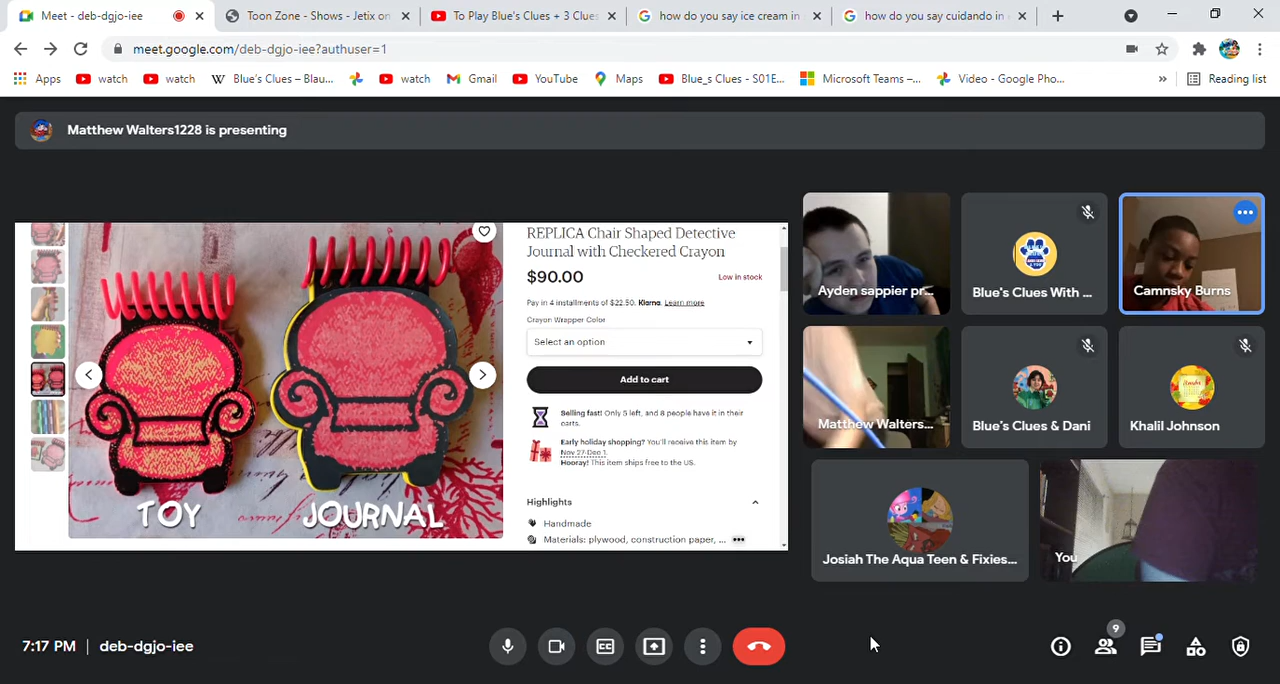 Meet - deb-dgjo-iee
Toon Zone - Shows - Jetix on
To Play Blue's Clues + 3 Clues
how do you say ice cream in
how do you say cuidando in
meet.google.com/deb-dgjo-iee?authuser=1
Apps
watch
watch
Blue's Clues – Blau...
watch
Gmail
YouTube
Maps
Blue_s Clues - S01E...
Microsoft Teams –...
Video - Google Pho...
Reading list
Matthew Walters1228 is presenting
REPLICA Chair Shaped Detective
Journal with Checkered Crayon
$90.00
Low in stock
Pay in 4 installments of $22.50. Klarna. Learn more
Crayon Wrapper Color
Select an option
Add to cart
Selling fast! Only 5 left, and 8 people have it in their
carts.
Early holiday shopping? You'll receive this item by
Nov 27-Dec 1.
Hooray! This item ships free to the US.
Highlights
Handmade
Materials: plywood, construction paper, ...
TOY
JOURNAL
Ayden sappier pr...
Blue's Clues With ...
Camnsky Burns
Matthew Walters...
Blue's Clues & Dani
Khalil Johnson
Josiah The Aqua Teen & Fixies...
You
7:17 PM | deb-dgjo-iee
9